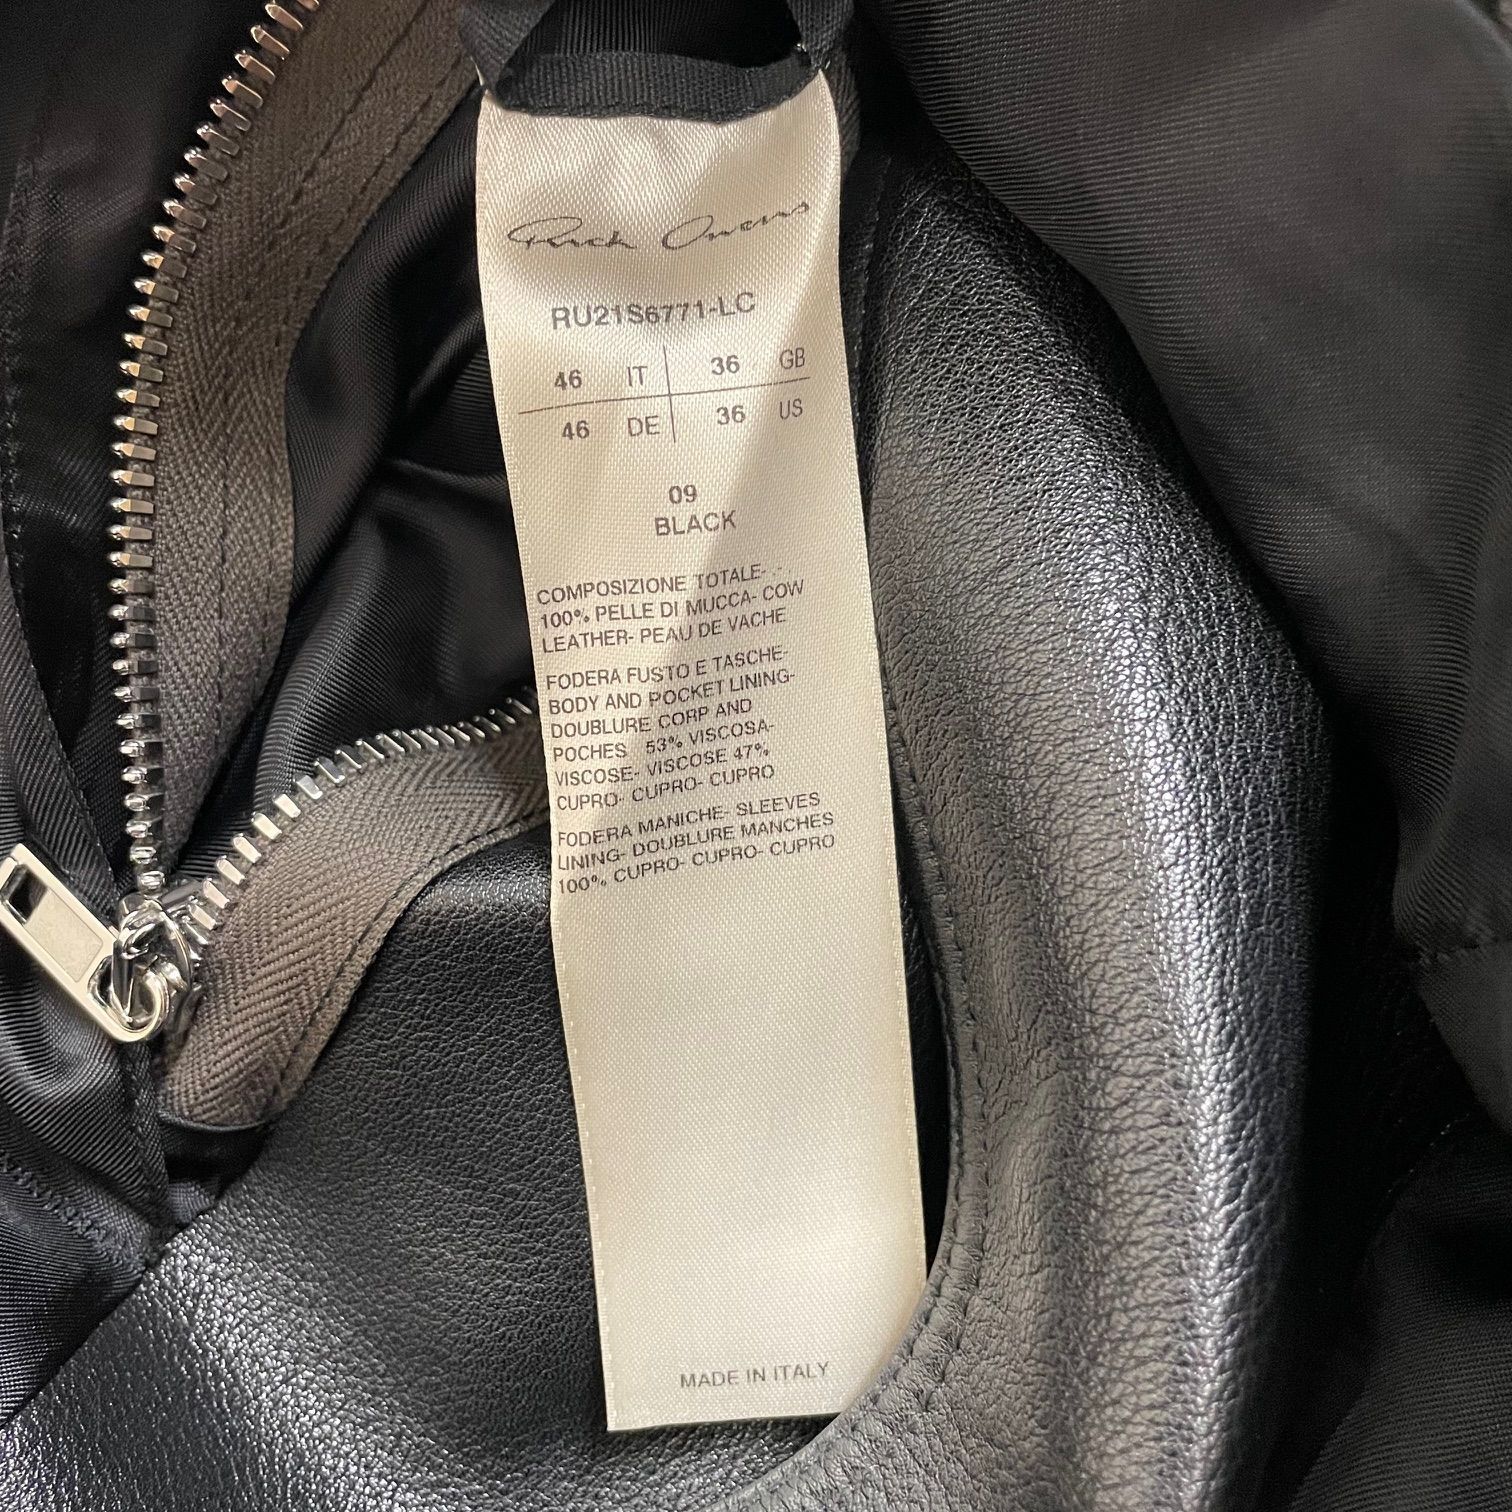 Rick Owens
RU21S6771-LC
46 IT 36 GB
46 DE 36 US
09
BLACK
COMPOSIZIONE TOTALE- -
100% PELLE DI MUCCA- COW
LEATHER- PEAU DE VACHE
FODERA FUSTO E TASCHE-
BODY AND POCKET LINING-
DOUBLURE CORP AND
POCHES 53% VISCOSA-
VISCOSE- VISCOSE 47%
CUPRO- CUPRO- CUPRO
FODERA MANICHE- SLEEVES
LINING- DOUBLURE MANCHES
100% CUPRO- CUPRO- CUPRO
MADE IN ITALY